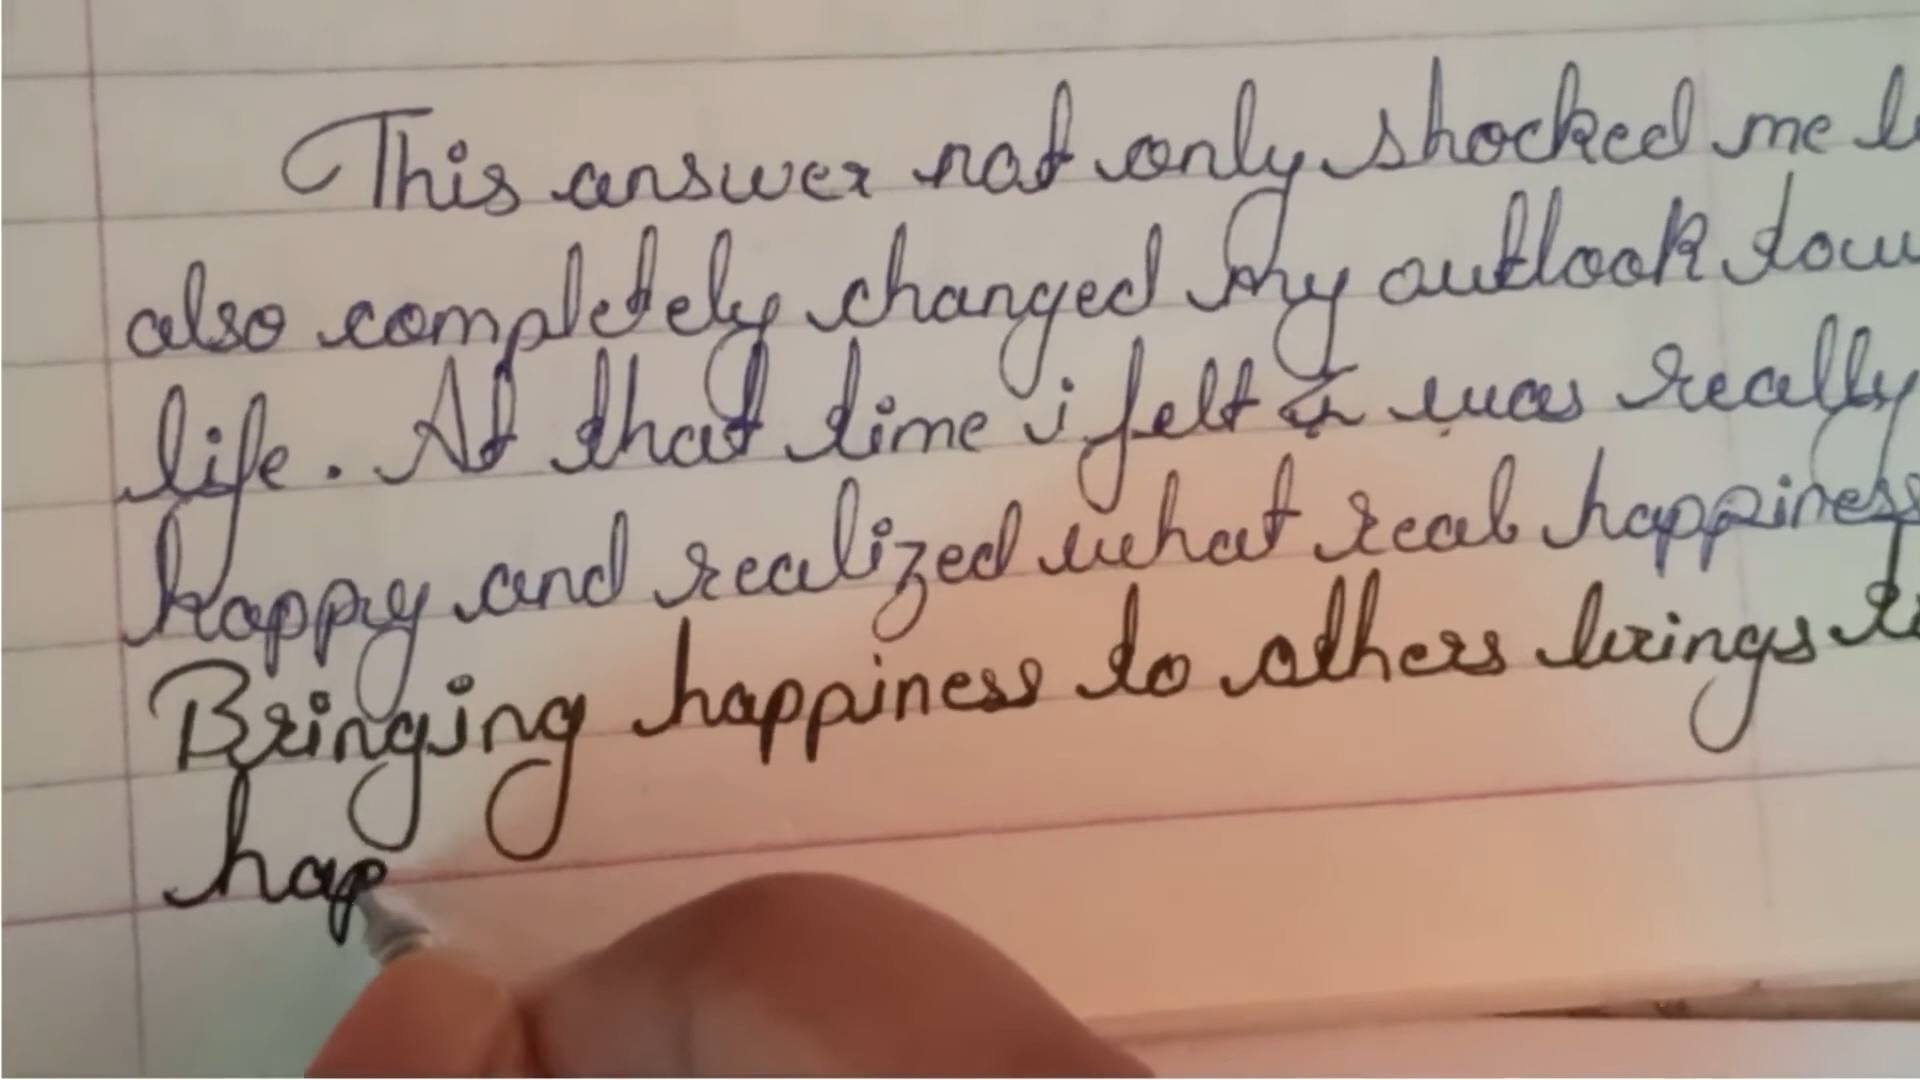 This answer not only shocked me
also completely changed my outlook
life. At that time i felt I was really
happy and realized what real happiness
Bringing happiness to others brings
hap